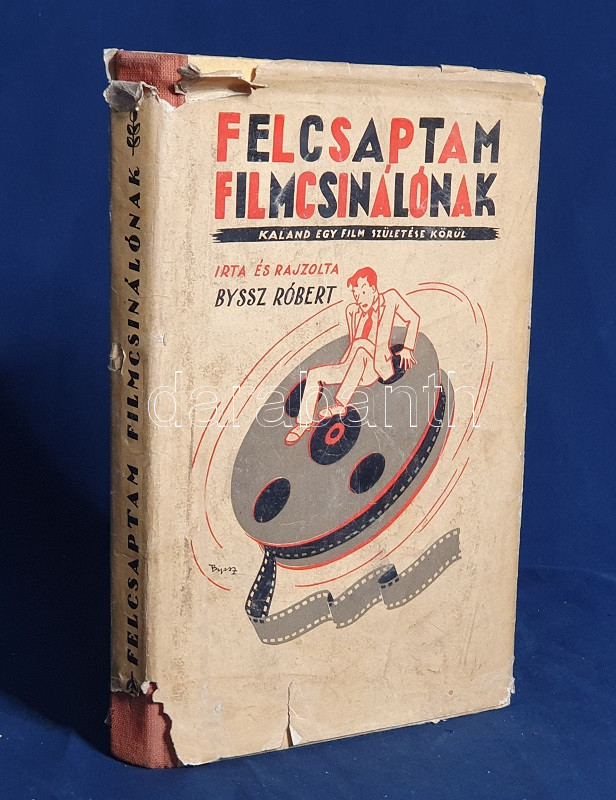 FELCSAPTAM
FILMCSINÁLÓNAK
KALAND EGY FILM SZÜLETÉSE KÖRÜL
IRTA ÉS RAJZOLTA
BYSSZ RÓBERT
Byssz
FELCSAPTAM FILMCSINÁLÓNAK
darabanth